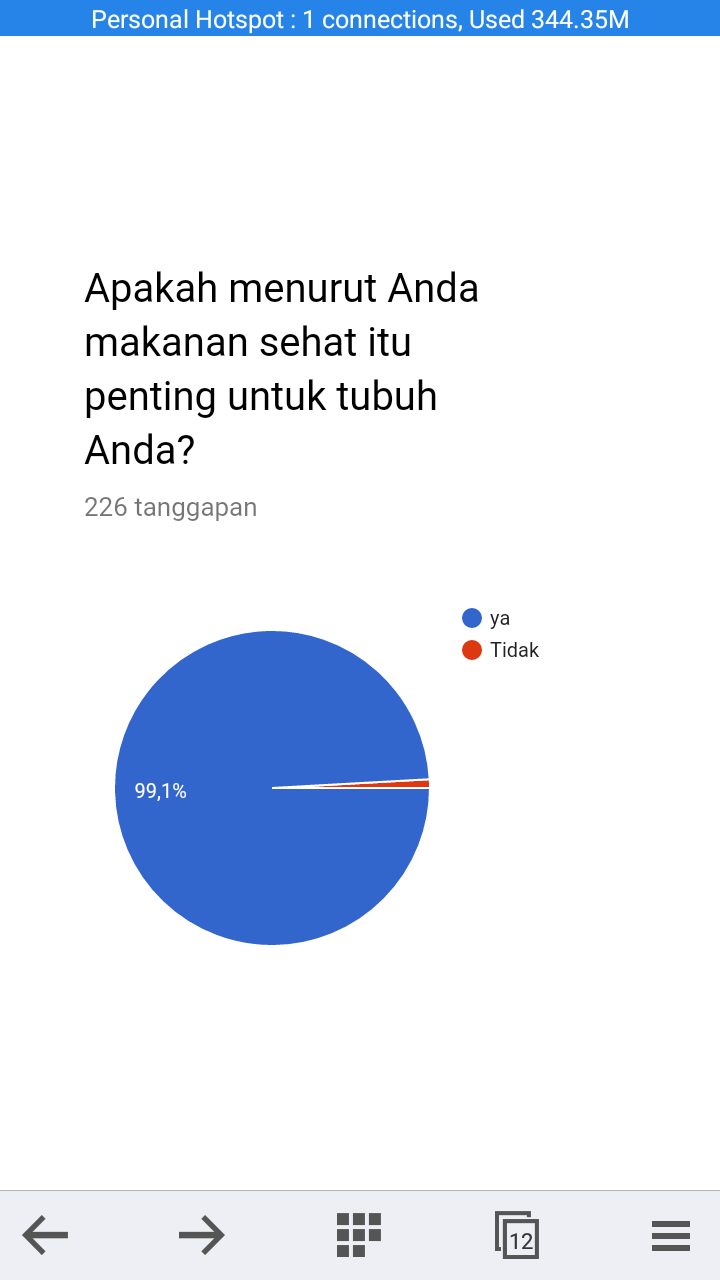 Personal Hotspot : 1 connections, Used 344.35M
Apakah menurut Anda
makanan sehat itu
penting untuk tubuh
Anda?
226 tanggapan
ya
Tidak
99,1%
12